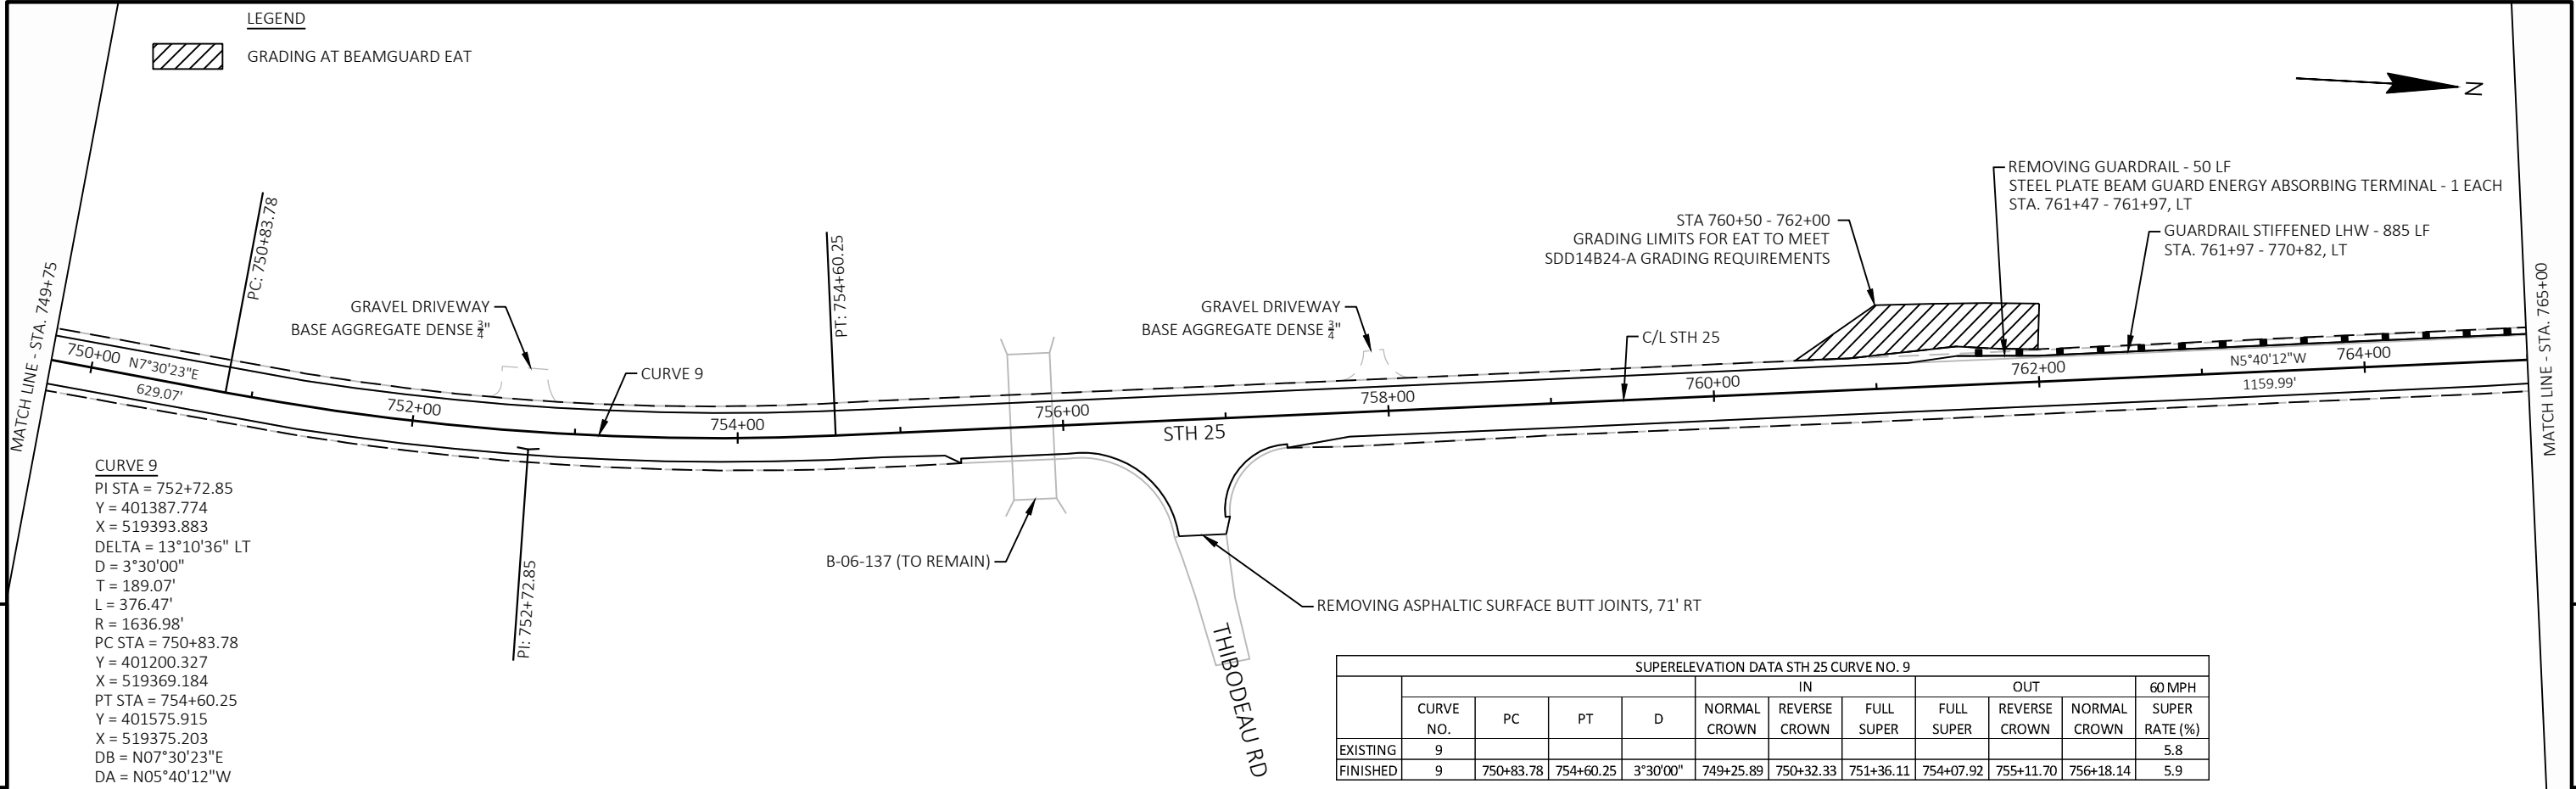 LEGEND
GRADING AT BEAMGUARD EAT
N
MATCH LINE - STA. 749+75
PC: 750+83.78
PT: 754+60.25
PI: 752+72.85
GRAVEL DRIVEWAY
BASE AGGREGATE DENSE 3/4"
GRAVEL DRIVEWAY
BASE AGGREGATE DENSE 3/4"
STA 760+50 - 762+00
GRADING LIMITS FOR EAT TO MEET
SDD14B24-A GRADING REQUIREMENTS
REMOVING GUARDRAIL - 50 LF
STEEL PLATE BEAM GUARD ENERGY ABSORBING TERMINAL - 1 EACH
STA. 761+47 - 761+97, LT
GUARDRAIL STIFFENED LHW - 885 LF
STA. 761+97 - 770+82, LT
MATCH LINE - STA. 765+00
C/L STH 25
CURVE 9
750+00
N7°30'23"E
629.07'
752+00
754+00
756+00
758+00
760+00
762+00
N5°40'12"W
1159.99'
764+00
STH 25
B-06-137 (TO REMAIN)
REMOVING ASPHALTIC SURFACE BUTT JOINTS, 71' RT
THIBODEAU RD
CURVE 9
PI STA = 752+72.85
Y = 401387.774
X = 519393.883
DELTA = 13°10'36" LT
D = 3°30'00"
T = 189.07'
L = 376.47'
R = 1636.98'
PC STA = 750+83.78
Y = 401200.327
X = 519369.184
PT STA = 754+60.25
Y = 401575.915
X = 519375.203
DB = N07°30'23"E
DA = N05°40'12"W
SUPERELEVATION DATA STH 25 CURVE NO. 9
IN OUT 60 MPH
CURVE NO. PC PT D NORMAL CROWN REVERSE CROWN FULL SUPER FULL SUPER REVERSE CROWN NORMAL CROWN SUPER RATE (%)
EXISTING 9 5.8
FINISHED 9 750+83.78 754+60.25 3°30'00" 749+25.89 750+32.33 751+36.11 754+07.92 755+11.70 756+18.14 5.9